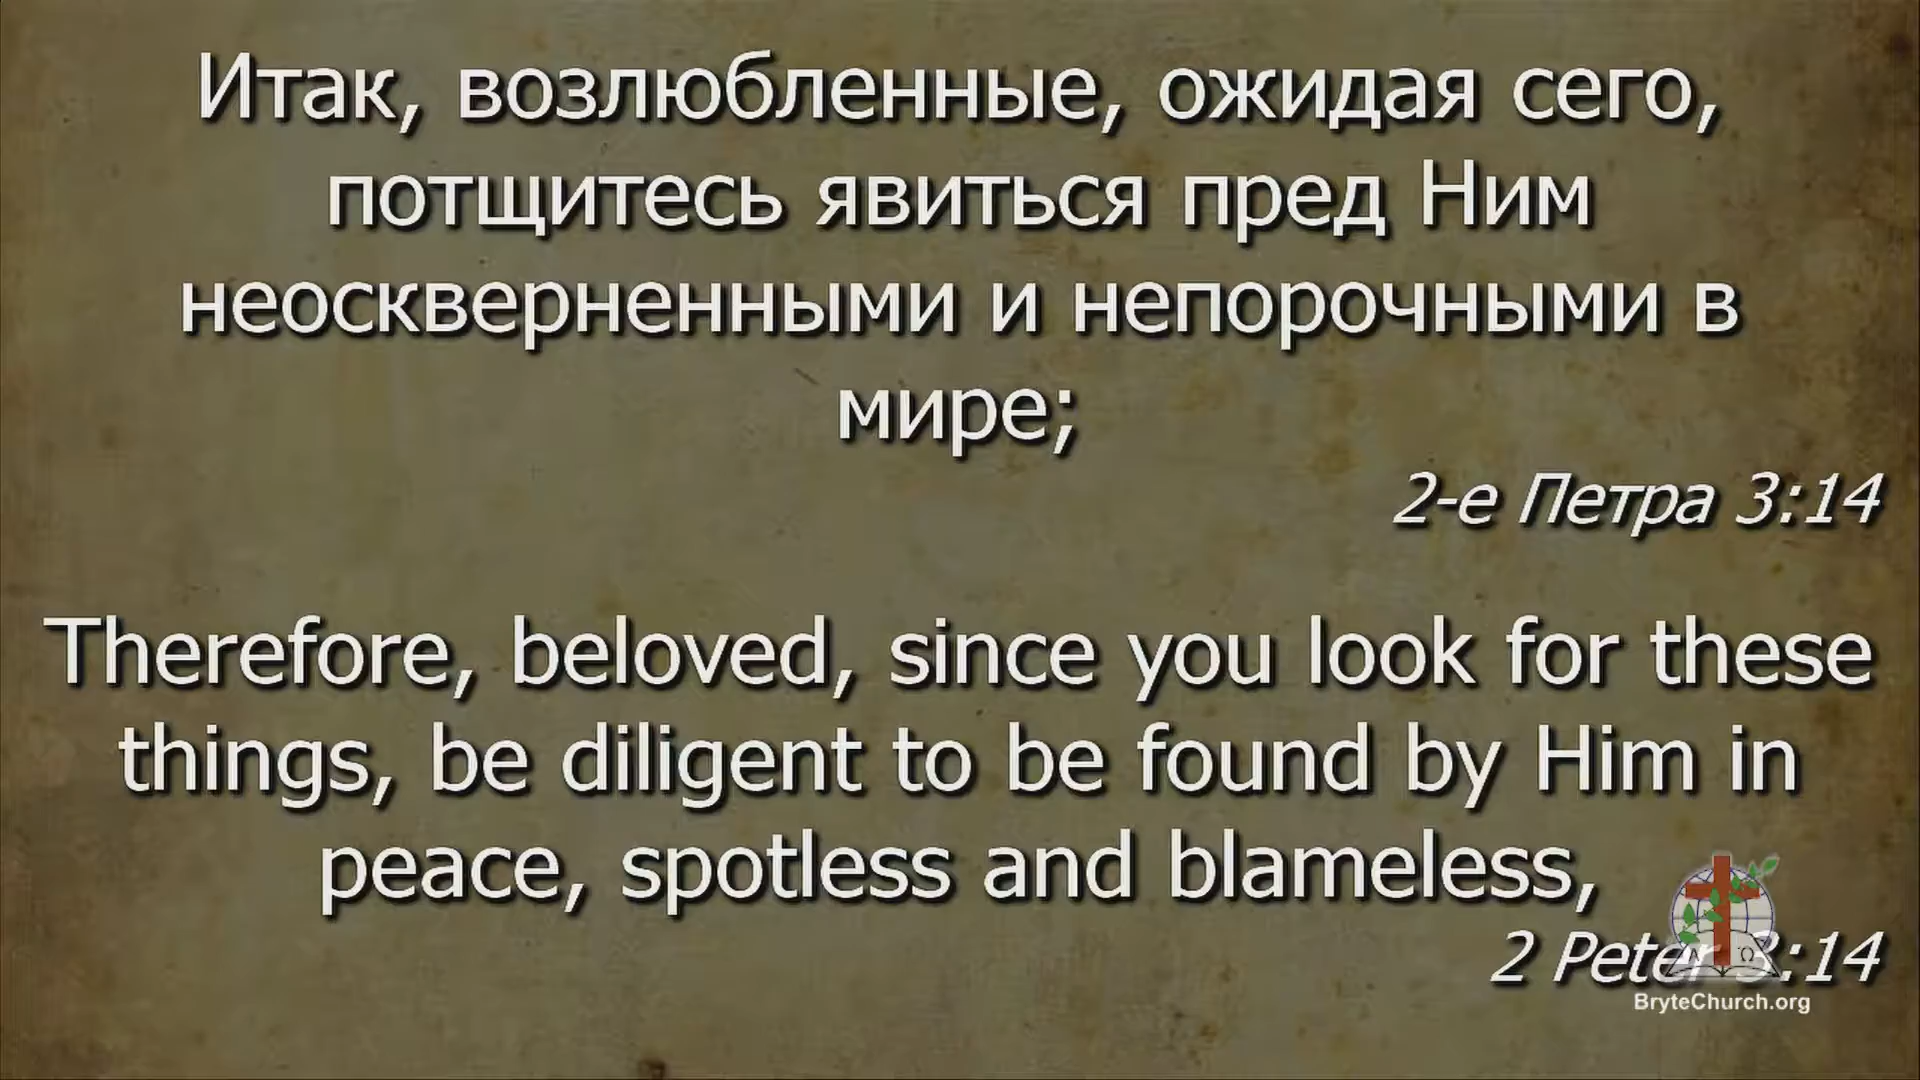 Итак, возлюбленные, ожидая сего,
потщитесь явиться пред Ним
неоскверненными и непорочными в
мире;
2-е Петра 3:14
Therefore, beloved, since you look for these
things, be diligent to be found by Him in
peace, spotless and blameless,
2 Peter 3:14
BryteChurch.org